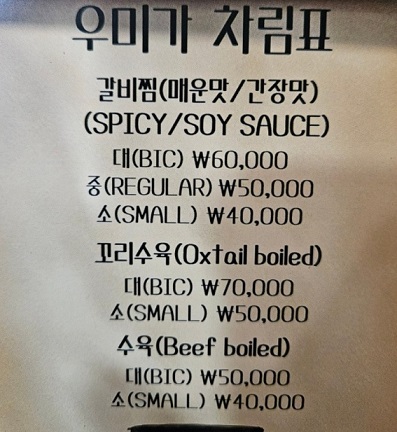 우미가 차림표
갈비찜(매운맛/간장맛)
(SPICY/SOY SAUCE)
대(BIC) ₩60,000
중(REGULAR) ₩50,000
소(SMALL) ₩40,000
꼬리수육(Oxtail boiled)
대(BIC) ₩70,000
소(SMALL) ₩50,000
수육(Beef boiled)
대(BIC) ₩50,000
소(SMALL) ₩40,000